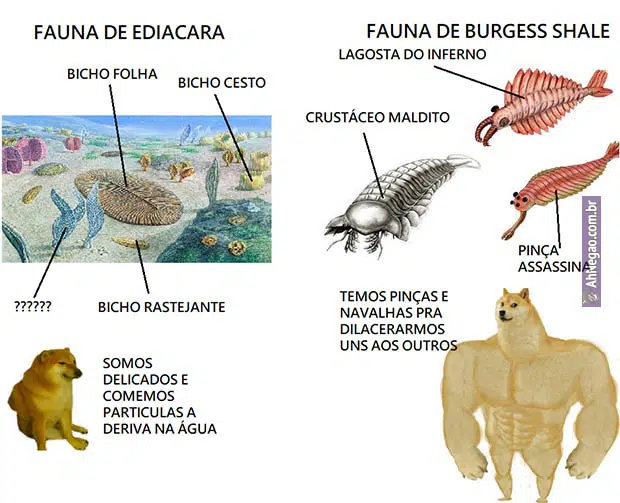 FAUNA DE EDIACARA
BICHO FOLHA
BICHO CESTO
??????
BICHO RASTEJANTE
SOMOS
DELICADOS E
COMEMOS
PARTICULAS A
DERIVA NA ÁGUA
FAUNA DE BURGESS SHALE
LAGOSTA DO INFERNO
CRUSTÁCEO MALDITO
PINÇA
ASSASSINA
TEMOS PINÇAS E
NAVALHAS PRA
DILACERARMOS
UNS AOS OUTROS
Ahnegao.com.br